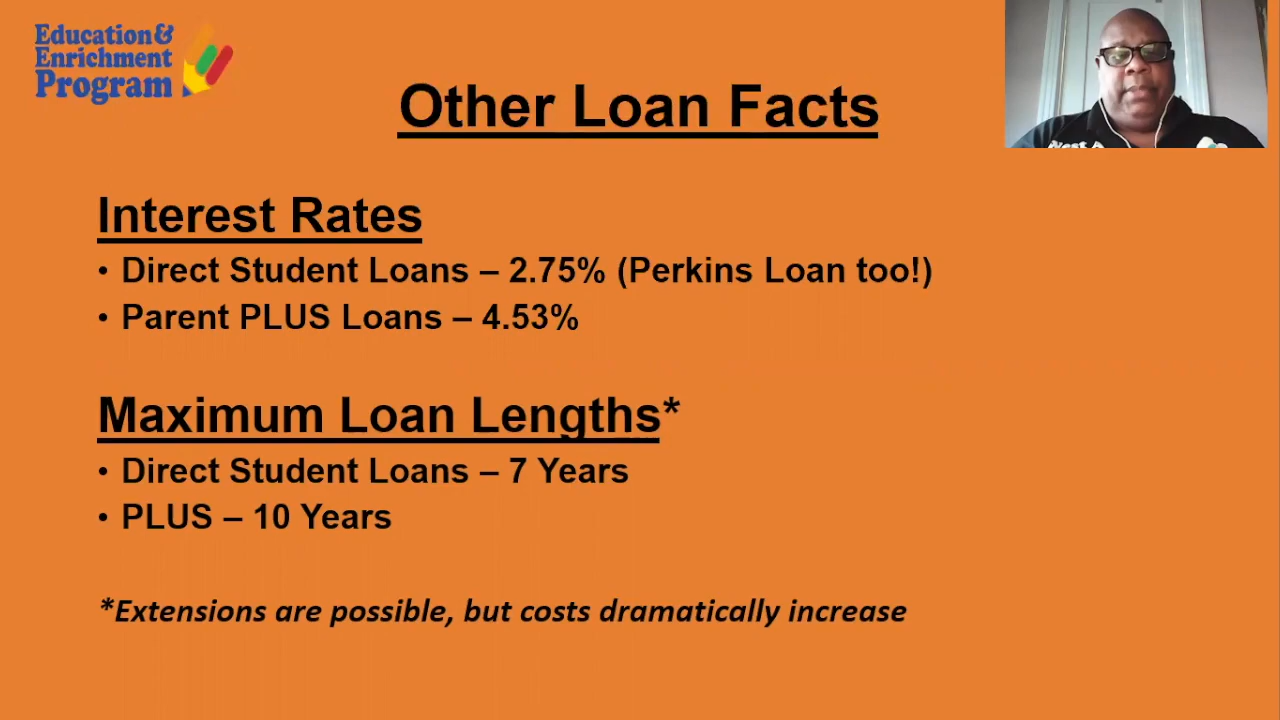 Education&
Enrichment
Program
Other Loan Facts
Interest Rates
• Direct Student Loans – 2.75% (Perkins Loan too!)
• Parent PLUS Loans – 4.53%
Maximum Loan Lengths*
• Direct Student Loans – 7 Years
• PLUS – 10 Years
*Extensions are possible, but costs dramatically increase